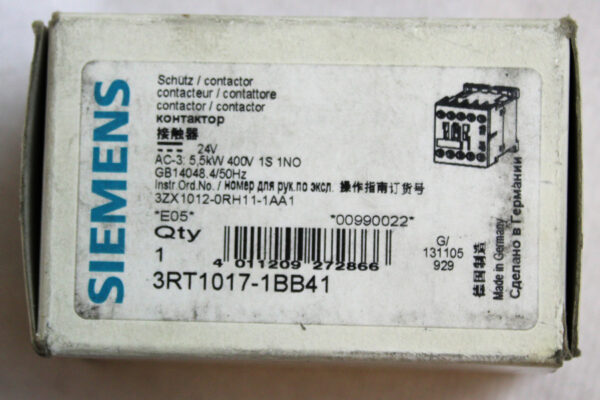 SIEMENS
Schütz / contactor
contacteur / contattore
contactor / contactor
контактор
接触器
24V
AC-3: 5,5kW 400V 1S 1NO
GB14048.4/50Hz
Instr.Ord.No. / номер для рук.по экспл. 操作指南订货号
3ZX1012-0RH11-1AA1
"E05" "00990022"
Qty
1
4 011209 272866
G/
131105
929
3RT1017-1BB41
德国制造
Made in Germany
Сделано в Германии